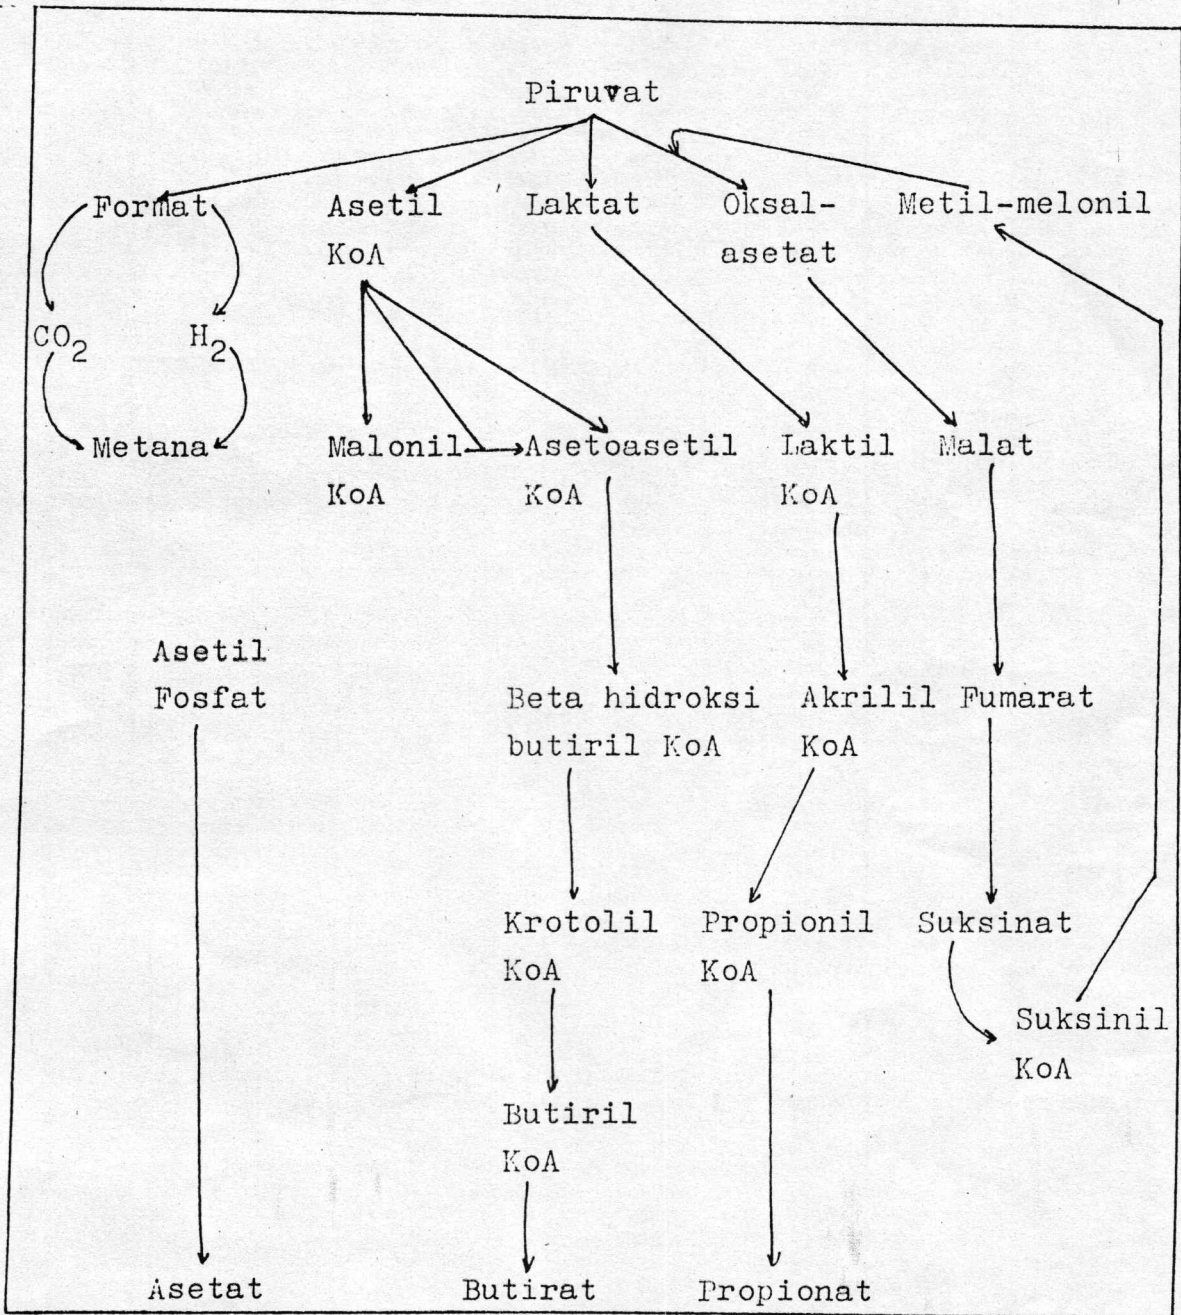 Piruvat
Format Asetil Laktat Oksal- Metil-melonil
KoA asetat
CO2 H2
Metana Malonil Asetoasetil Laktil Malat
KoA KoA KoA
Asetil
Fosfat Beta hidroksi Akrilil Fumarat
butiril KoA KoA
Krotolil Propionil Suksinat
KoA KoA
Suksinil
KoA
Butiril
KoA
Asetat Butirat Propionat